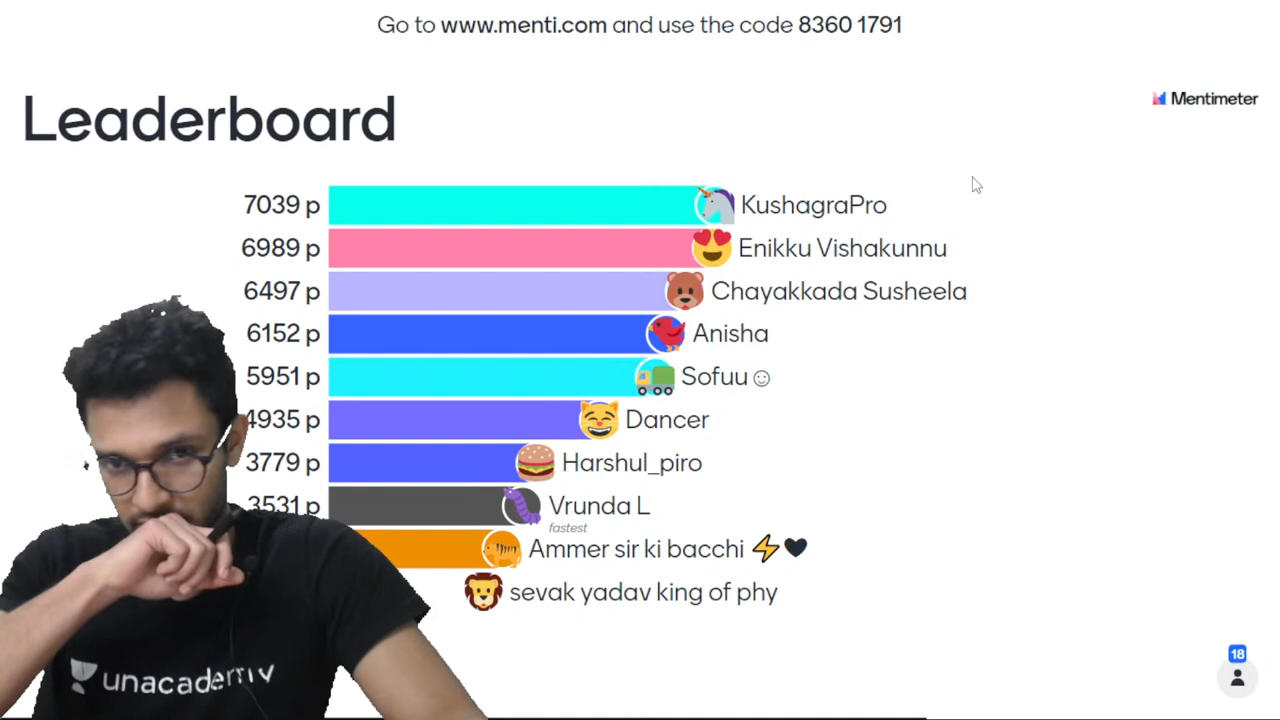 Go to www.menti.com and use the code 8360 1791
Leaderboard
Mentimeter
7039 p KushagraPro
6989 p Enikku Vishakunnu
6497 p Chayakkada Susheela
6152 p Anisha
5951 p Sofuu☺
4935 p Dancer
3779 p Harshul_piro
3531 p Vrunda L
fastest
Ammer sir ki bacchi ⚡🖤
sevak yadav king of phy
18
unacademy